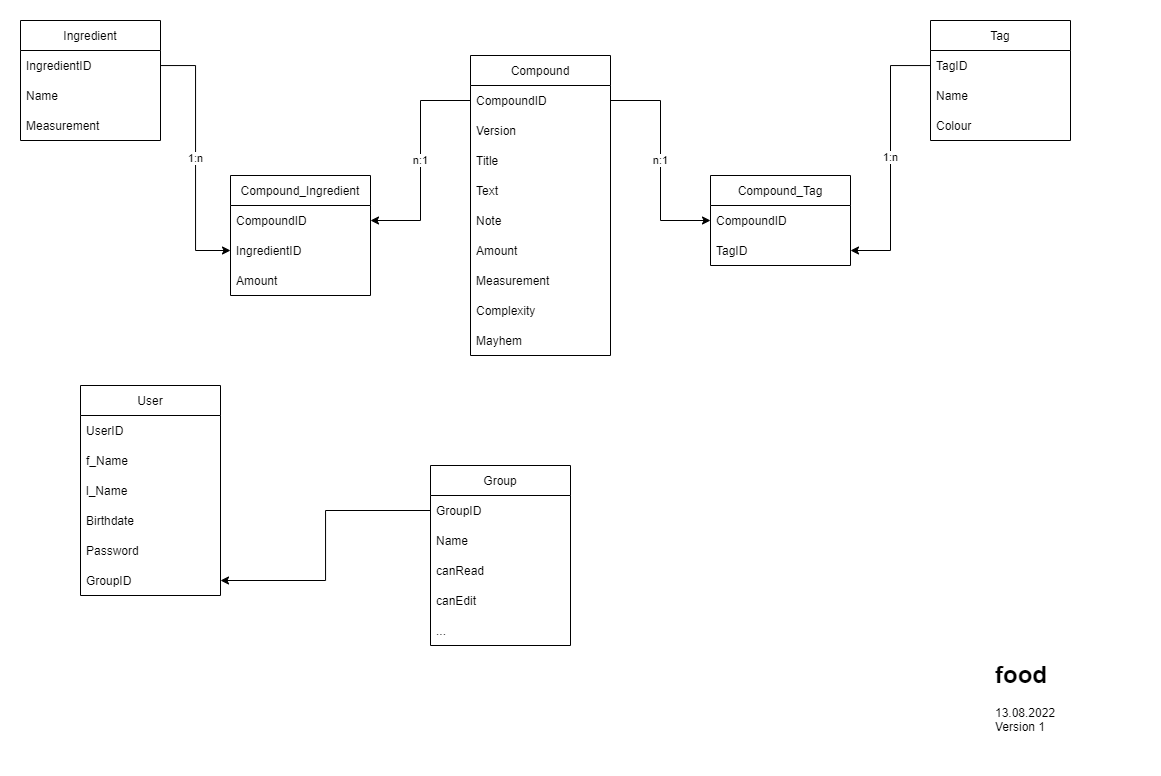 Ingredient
IngredientID
Name
Measurement
1:n
Compound_Ingredient
CompoundID
IngredientID
Amount
n:1
Compound
CompoundID
Version
Title
Text
Note
Amount
Measurement
Complexity
Mayhem
n:1
Compound_Tag
CompoundID
TagID
1:n
Tag
TagID
Name
Colour
User
UserID
f_Name
l_Name
Birthdate
Password
GroupID
Group
GroupID
Name
canRead
canEdit
...
food
13.08.2022
Version 1